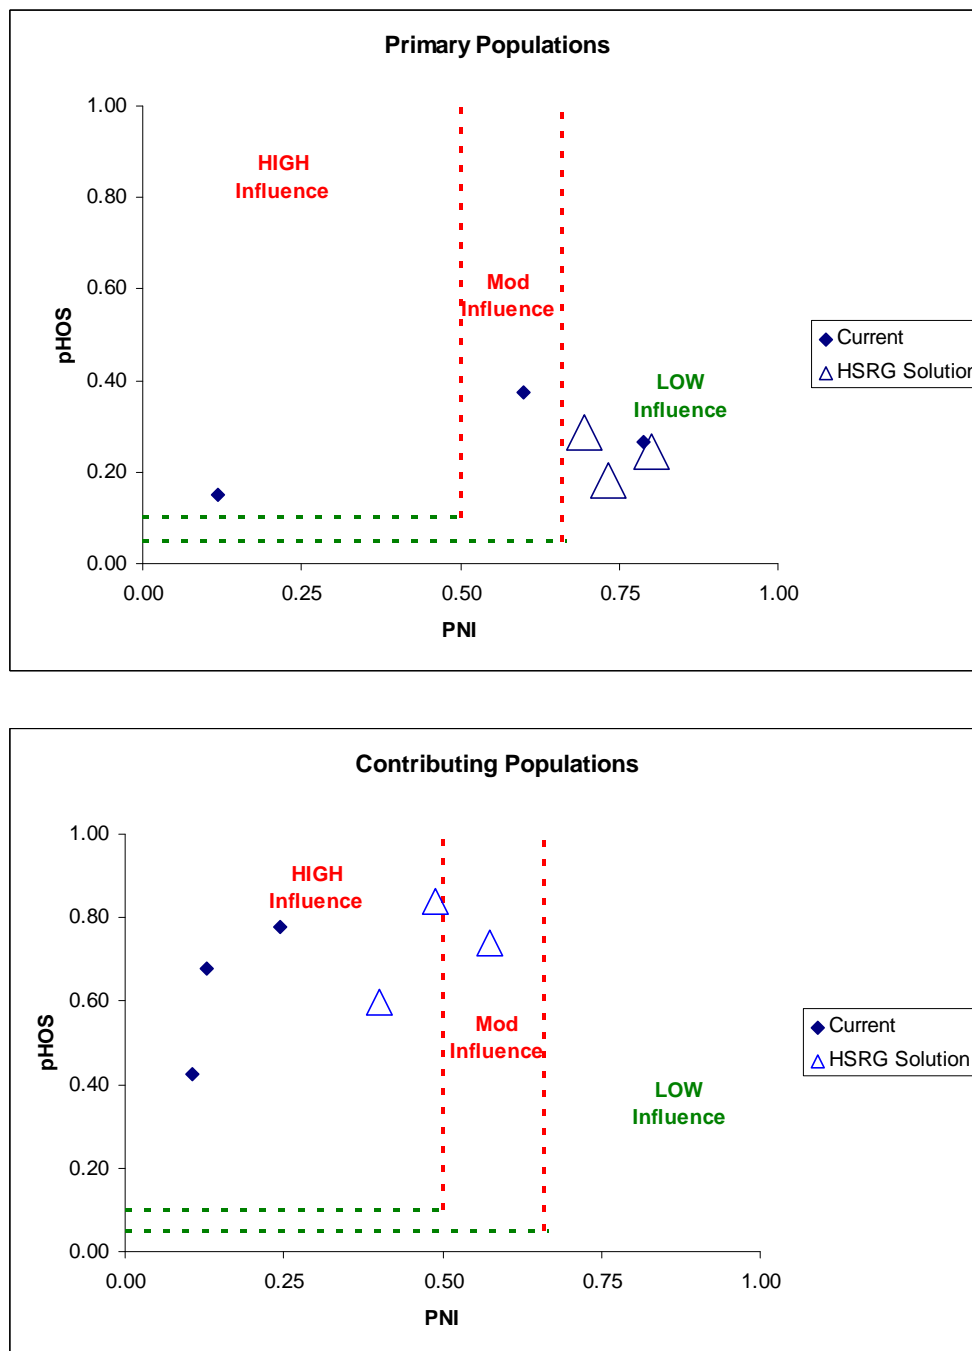 Primary Populations
1.00
HIGH
Influence
0.80
0.60
Mod
Influence
pHOS
Current
HSRG Solution
0.40
LOW
Influence
0.20
0.00
0.00
0.25
0.50
0.75
1.00
PNI
Contributing Populations
1.00
HIGH
Influence
0.80
0.60
Mod
Influence
pHOS
Current
HSRG Solution
0.40
LOW
Influence
0.20
0.00
0.00
0.25
0.50
0.75
1.00
PNI